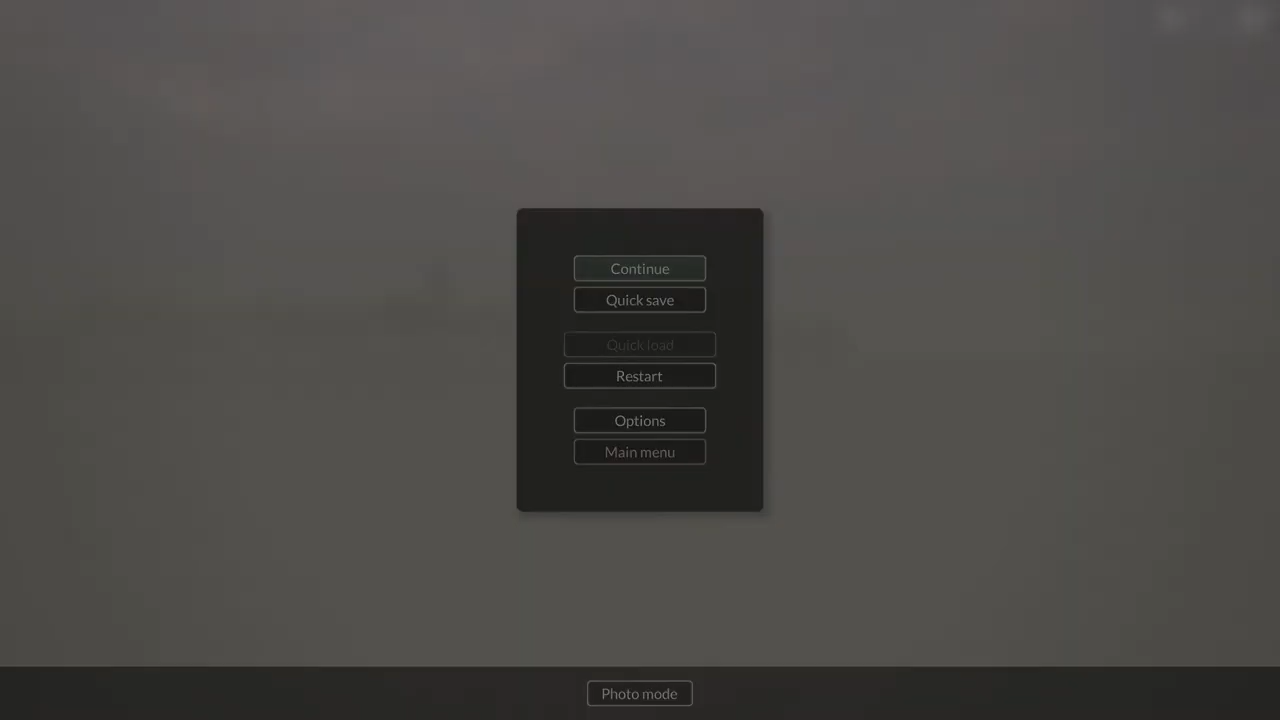 Continue
Quick save
Quick load
Restart
Options
Main menu
Photo mode